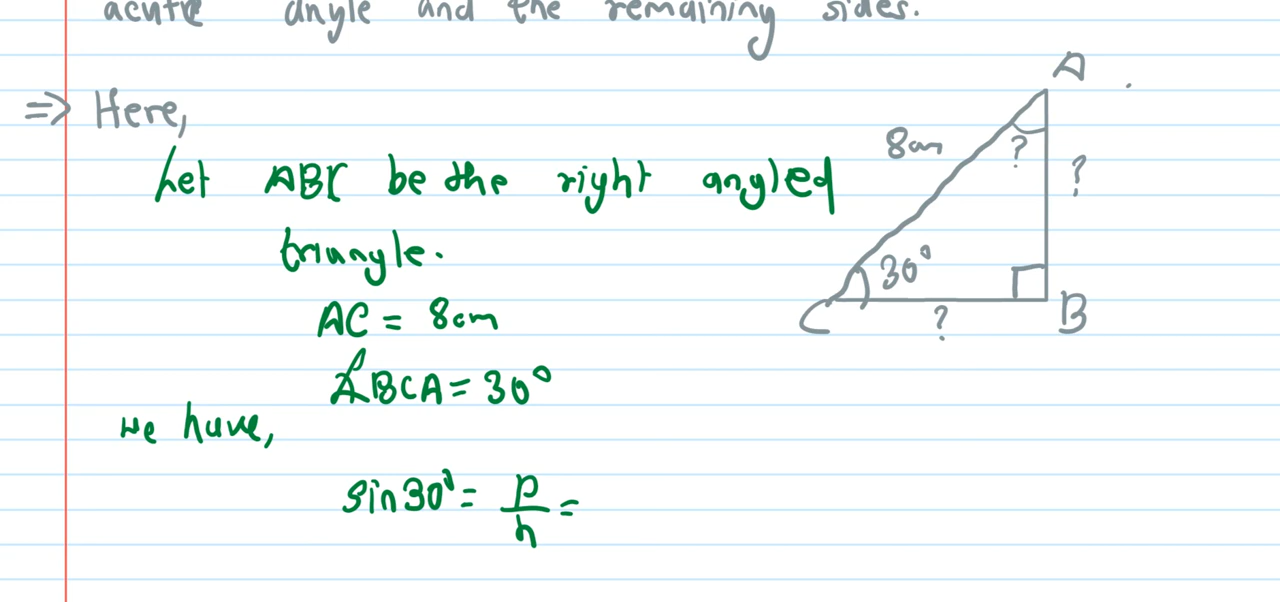 acute angle and the remaining sides.
=> Here,
Let ABC be the right angled
triangle.
AC = 8cm
∠BCA = 30°
we have,
sin30° = p/h =
A
8cm
?
?
30°
C
?
B